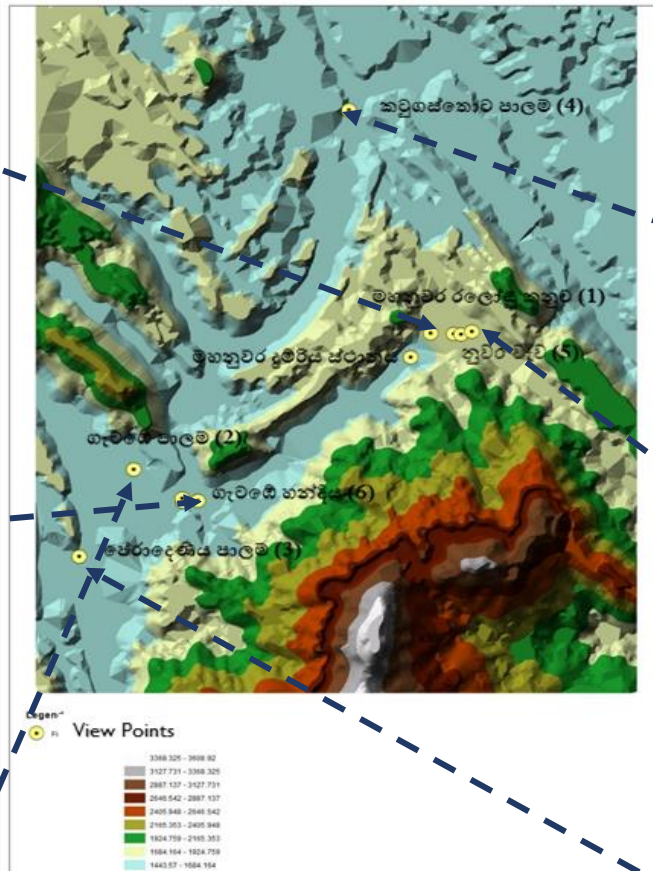 කටුගස්තොට පාලම (4)
මහනුවර ඔරලොසු කනුව (1)
මහනුවර දුම්රිය ස්ථානය
නුවර වැව (5)
ගැටඹේ පාලම (2)
ගැටඹේ හන්දිය (6)
පේරාදෙණිය පාලම (3)
Legend
View Points
3368.325 - 3608.92
3127.731 - 3368.325
2887.137 - 3127.731
2646.542 - 2887.137
2405.948 - 2646.542
2165.353 - 2405.948
1924.759 - 2165.353
1684.164 - 1924.759
1443.57 - 1684.164